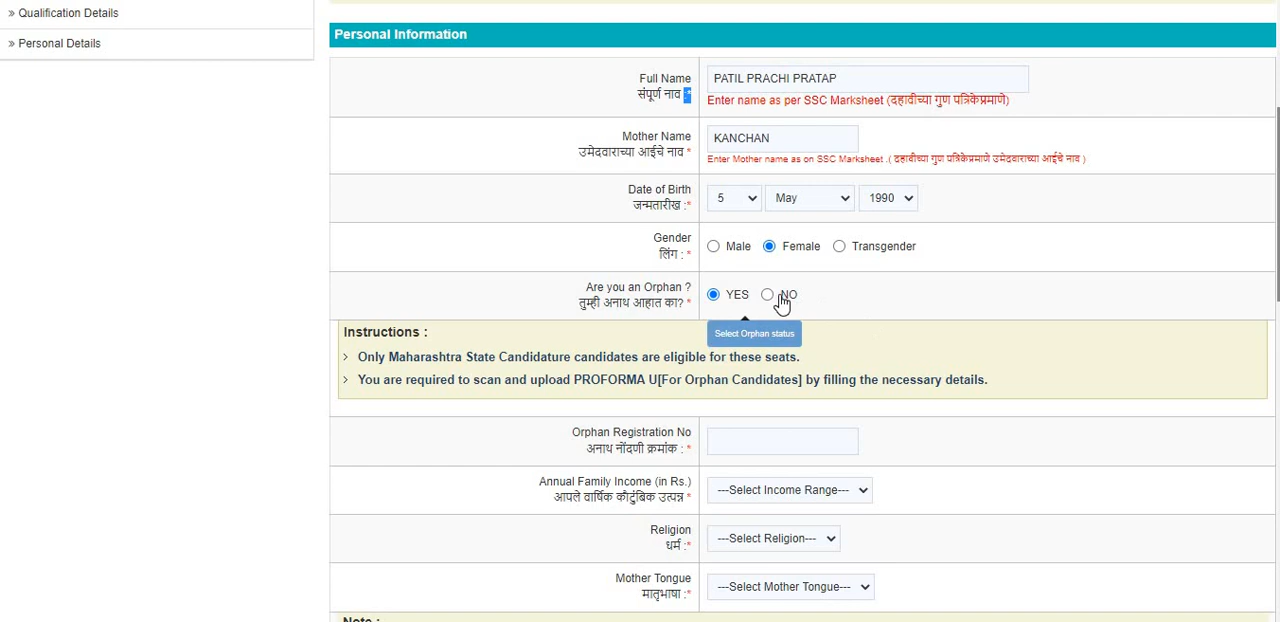 » Qualification Details
» Personal Details
Personal Information
Full Name
संपूर्ण नाव :*
PATIL PRACHI PRATAP
Enter name as per SSC Marksheet (दहावीच्या गुण पत्रिकेप्रमाणे)
Mother Name
उमेदवाराच्या आईचे नाव *
KANCHAN
Enter Mother name as on SSC Marksheet .( दहावीच्या गुण पत्रिकेप्रमाणे उमेदवाराच्या आईचे नाव )
Date of Birth
जन्मतारीख :*
5 May 1990
Gender
लिंग : *
Male Female Transgender
Are you an Orphan ?
तुम्ही अनाथ आहात का? *
YES NO
Select Orphan status
Instructions :
Only Maharashtra State Candidature candidates are eligible for these seats.
You are required to scan and upload PROFORMA U[For Orphan Candidates] by filling the necessary details.
Orphan Registration No
अनाथ नोंदणी क्रमांक : *
Annual Family Income (in Rs.)
आपले वार्षिक कौटुंबिक उत्पन्न *
---Select Income Range---
Religion
धर्म :*
---Select Religion---
Mother Tongue
मातृभाषा :*
---Select Mother Tongue---
Note :